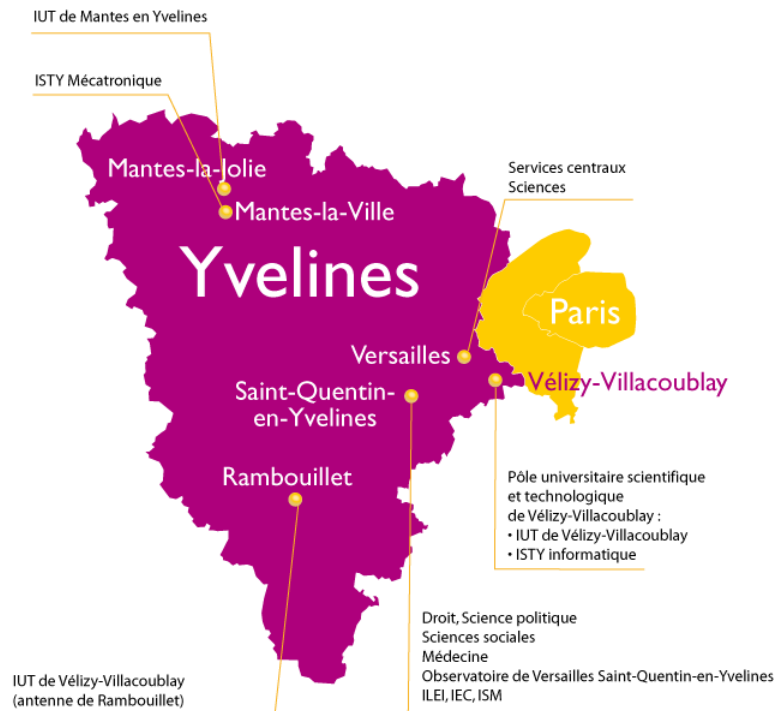 IUT de Mantes en Yvelines
ISTY Mécatronique
Mantes-la-Jolie
Mantes-la-Ville
Services centraux
Sciences
Yvelines
Paris
Versailles
Vélizy-Villacoublay
Saint-Quentin-
en-Yvelines
Rambouillet
Pôle universitaire scientifique
et technologique
de Vélizy-Villacoublay :
• IUT de Vélizy-Villacoublay
• ISTY informatique
Droit, Science politique
Sciences sociales
Médecine
Observatoire de Versailles Saint-Quentin-en-Yvelines
ILEI, IEC, ISM
IUT de Vélizy-Villacoublay
(antenne de Rambouillet)